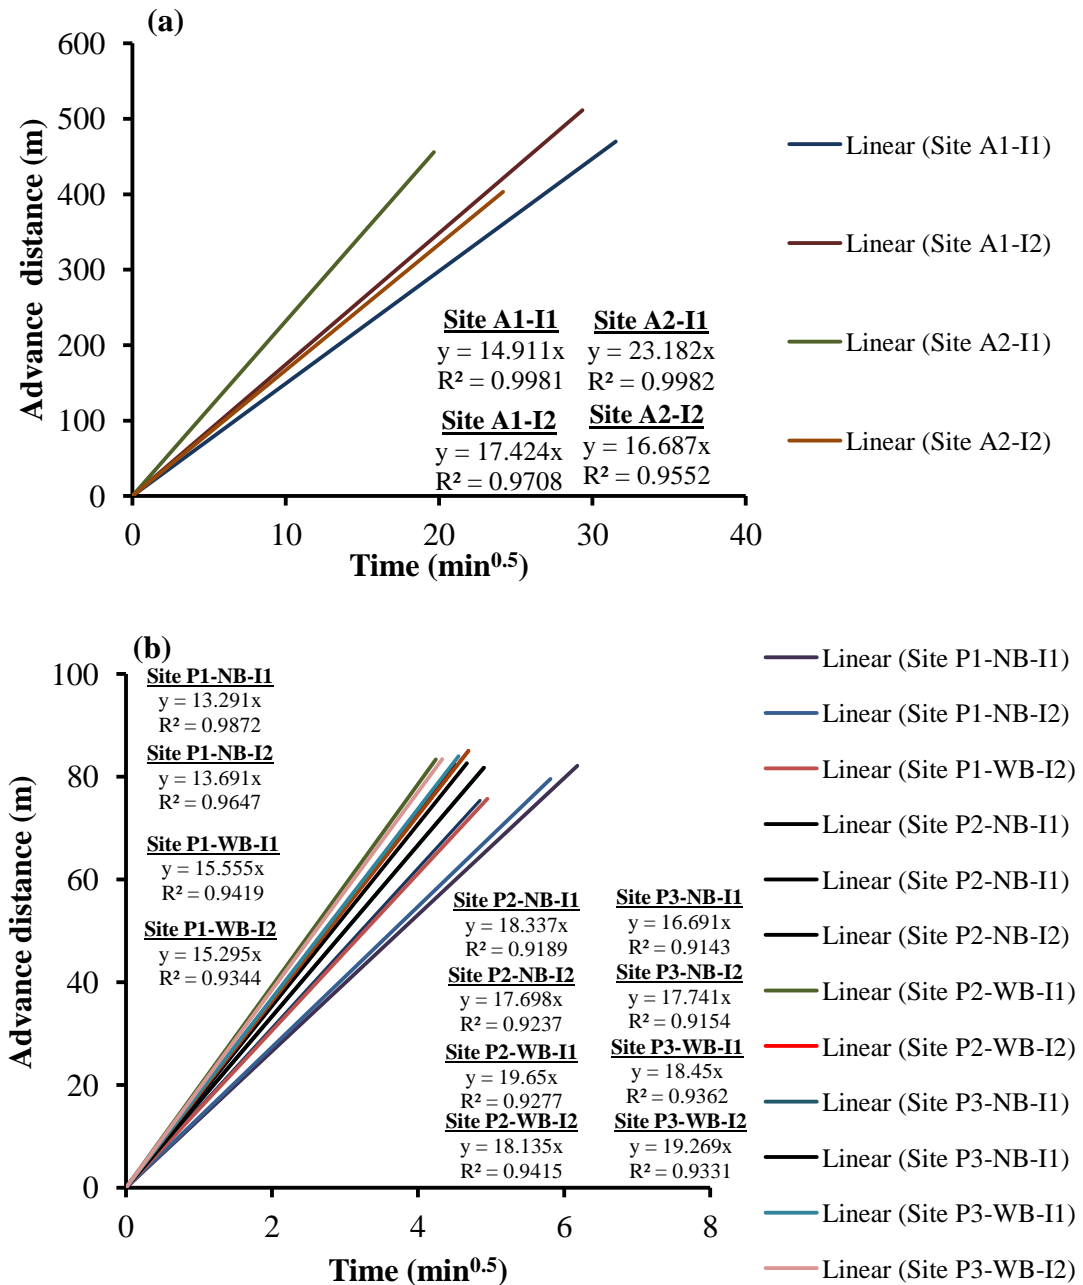 (a)
600
500
400
300
200
100
0
0
10
20
30
40
Advance distance (m)
Time (min0.5)
Site A1-I1
y = 14.911x
R² = 0.9981
Site A2-I1
y = 23.182x
R² = 0.9982
Site A1-I2
y = 17.424x
R² = 0.9708
Site A2-I2
y = 16.687x
R² = 0.9552
Linear (Site A1-I1)
Linear (Site A1-I2)
Linear (Site A2-I1)
Linear (Site A2-I2)
(b)
100
80
60
40
20
0
0
2
4
6
8
Advance distance (m)
Time (min0.5)
Site P1-NB-I1
y = 13.291x
R² = 0.9872
Site P1-NB-I2
y = 13.691x
R² = 0.9647
Site P1-WB-I1
y = 15.555x
R² = 0.9419
Site P1-WB-I2
y = 15.295x
R² = 0.9344
Site P2-NB-I1
y = 18.337x
R² = 0.9189
Site P2-NB-I2
y = 17.698x
R² = 0.9237
Site P2-WB-I1
y = 19.65x
R² = 0.9277
Site P2-WB-I2
y = 18.135x
R² = 0.9415
Site P3-NB-I1
y = 16.691x
R² = 0.9143
Site P3-NB-I2
y = 17.741x
R² = 0.9154
Site P3-WB-I1
y = 18.45x
R² = 0.9362
Site P3-WB-I2
y = 19.269x
R² = 0.9331
Linear (Site P1-NB-I1)
Linear (Site P1-NB-I2)
Linear (Site P1-WB-I2)
Linear (Site P2-NB-I1)
Linear (Site P2-NB-I1)
Linear (Site P2-NB-I2)
Linear (Site P2-WB-I1)
Linear (Site P2-WB-I2)
Linear (Site P3-NB-I1)
Linear (Site P3-NB-I1)
Linear (Site P3-WB-I1)
Linear (Site P3-WB-I2)